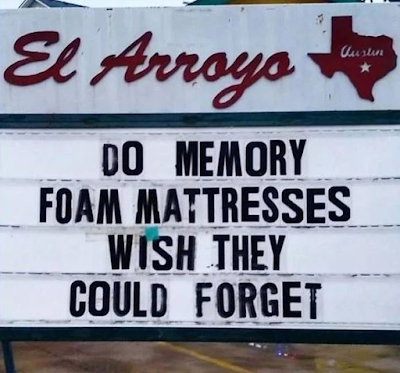 El Arroyo
Austin
DO MEMORY
FOAM MATTRESSES
WISH THEY
COULD FORGET